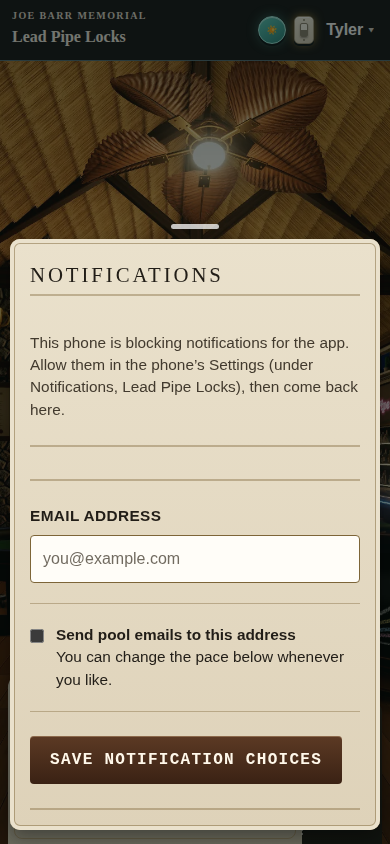 JOE BARR MEMORIAL
Lead Pipe Locks
Tyler
NOTIFICATIONS
This phone is blocking notifications for the app.
Allow them in the phone’s Settings (under
Notifications, Lead Pipe Locks), then come back
here.
EMAIL ADDRESS
you@example.com
Send pool emails to this address
You can change the pace below whenever
you like.
SAVE NOTIFICATION CHOICES